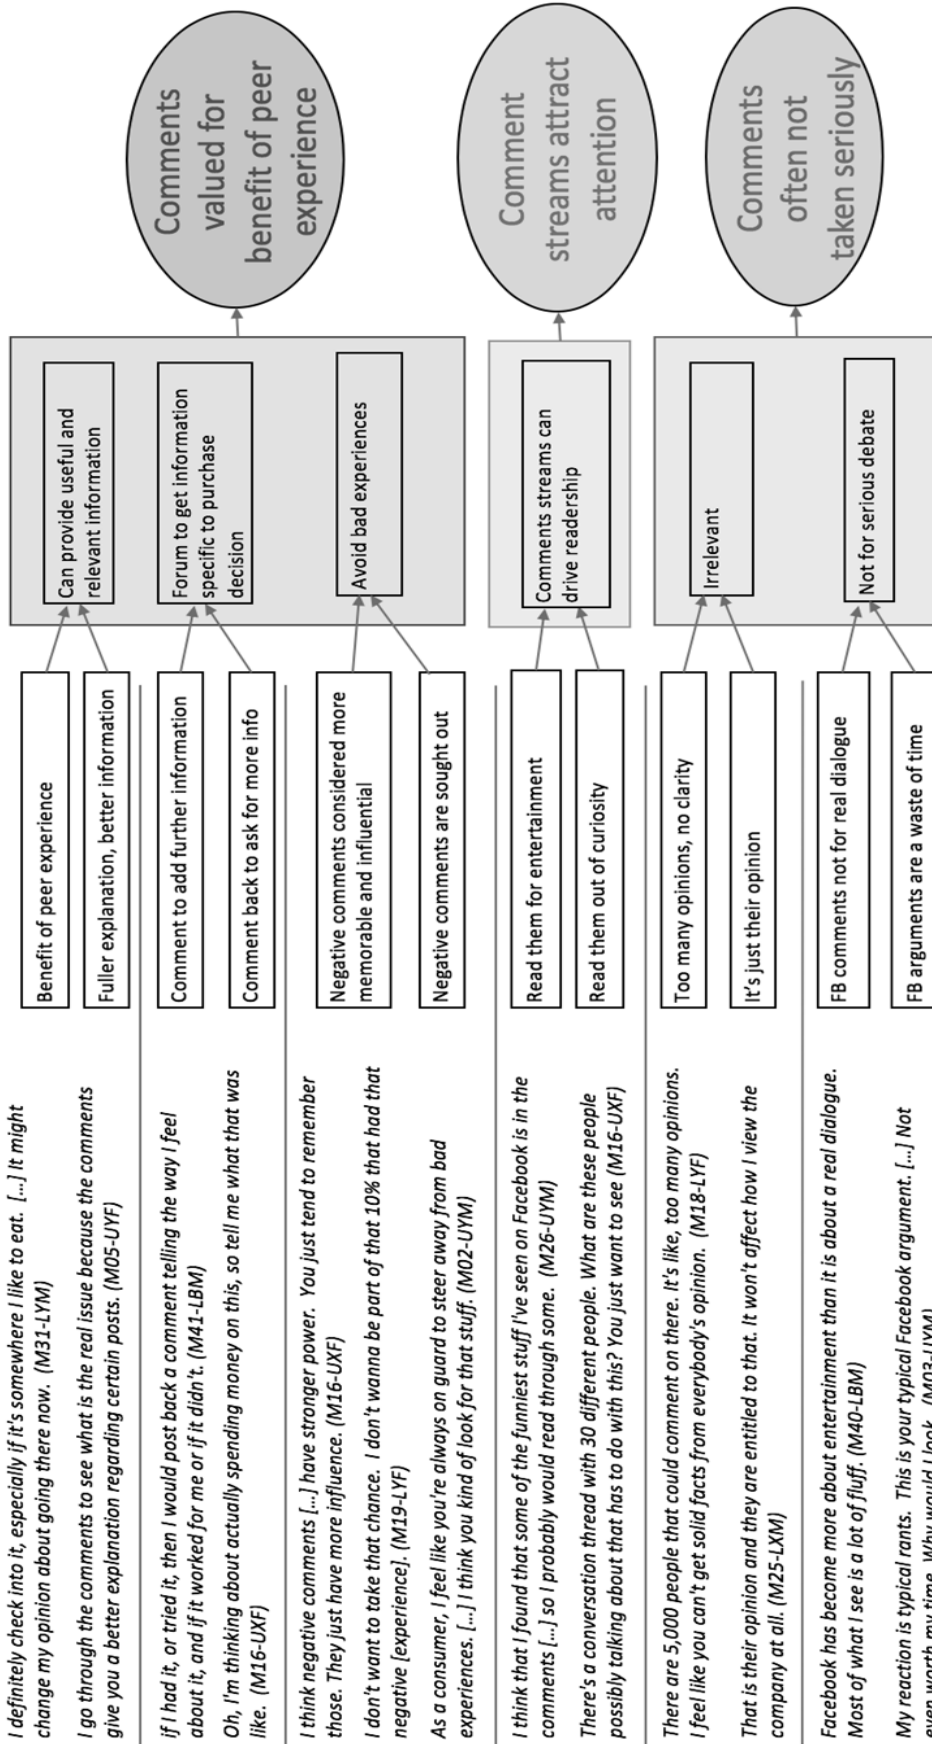 I definitely check into it, especially if it's somewhere I like to eat.  [...] It might
change my opinion about going there now.  (M31-LYM)
I go through the comments to see what is the real issue because the comments
give you a better explanation regarding certain posts. (M05-UYF)
if I had it, or tried it, then I would post back a comment telling the way I feel
about it, and if it worked for me or if it didn't. (M41-LBM)
Oh, I'm thinking about actually spending money on this, so tell me what that was
like. (M16-UXF)
I think negative comments [...] have stronger power.  You just tend to remember
those. They just have more influence. (M16-UXF)
I don't want to take that chance.  I don't wanna be part of that 10% that had that
negative [experience]. (M19-LYF)
As a consumer, I feel like you're always on guard to steer away from bad
experiences. [...] I think you kind of look for that stuff. (M02-UYM)
I think that I found that some of the funniest stuff I've seen on Facebook is in the
comments [...] so I probably would read through some.  (M26-UYM)
There's a conversation thread with 30 different people. What are these people
possibly talking about that has to do with this? You just want to see (M16-UXF)
There are 5,000 people that could comment on there. It's like, too many opinions.
I feel like you can't get solid facts from everybody's opinion.  (M18-LYF)
That is their opinion and they are entitled to that. It won't affect how I view the
company at all. (M25-LXM)
Facebook has become more about entertainment than it is about a real dialogue.
Most of what I see is a lot of fluff. (M40-LBM)
My reaction is typical rants.  This is your typical Facebook argument. [...] Not
even worth my time. Why would I look.  (M03-UYM)
Benefit of peer experience
Fuller explanation, better information
Comment to add further information
Comment back to ask for more info
Negative comments considered more
memorable and influential
Negative comments are sought out
Read them for entertainment
Read them out of curiosity
Too many opinions, no clarity
It's just their opinion
FB comments not for real dialogue
FB arguments are a waste of time
Can provide useful and
relevant information
Forum to get information
specific to purchase
decision
Avoid bad experiences
Comments streams can
drive readership
Irrelevant
Not for serious debate
Comments
valued for
benefit of peer
experience
Comment
streams attract
attention
Comments
often not
taken seriously